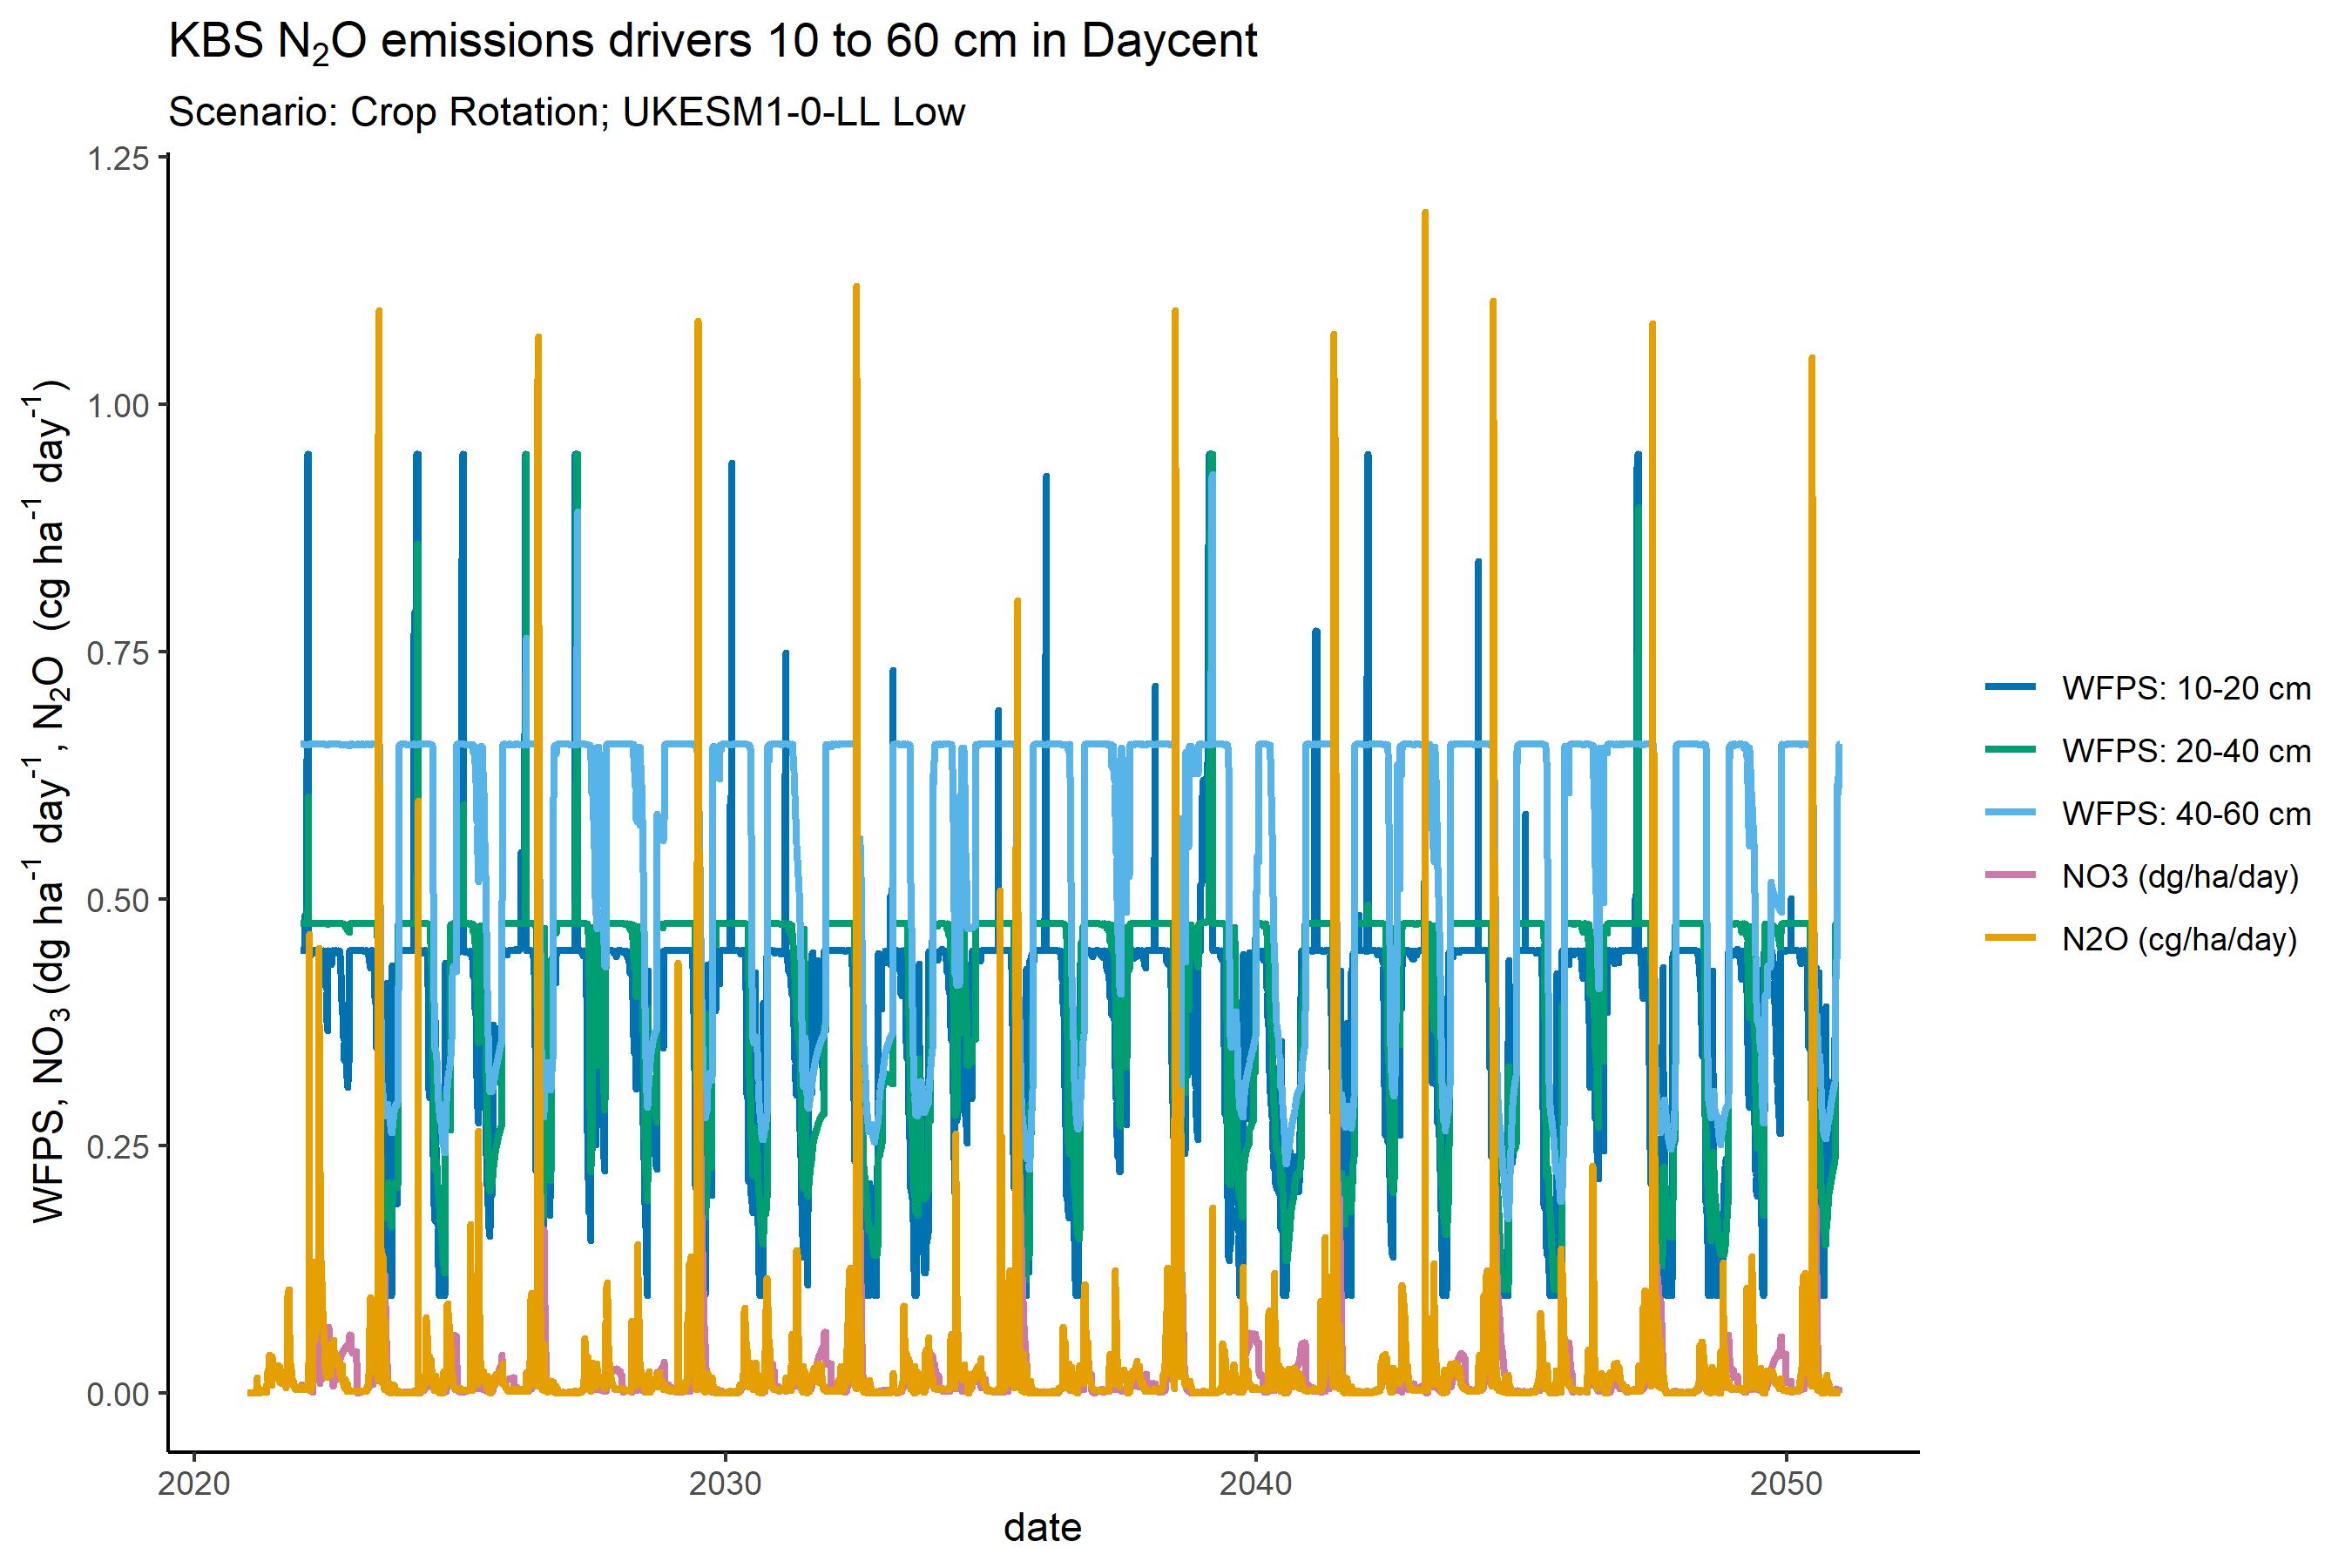 KBS N₂O emissions drivers 10 to 60 cm in Daycent
Scenario: Crop Rotation; UKESM1-0-LL Low
WFPS, NO₃ (dg ha⁻¹ day⁻¹, N₂O (cg ha⁻¹ day⁻¹)
1.25
1.00
0.75
0.50
0.25
0.00
2020 2030 2040 2050
date
WFPS: 10-20 cm
WFPS: 20-40 cm
WFPS: 40-60 cm
NO3 (dg/ha/day)
N2O (cg/ha/day)